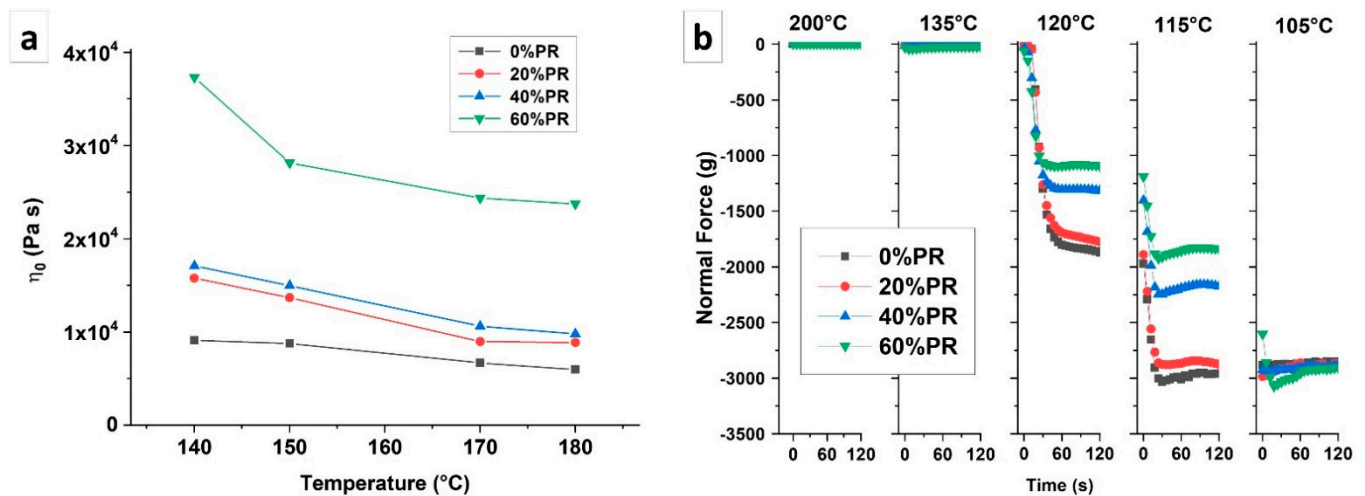 a
η₀ (Pa s)
4x10⁴
3x10⁴
2x10⁴
1x10⁴
0
140 150 160 170 180
Temperature (°C)
0%PR
20%PR
40%PR
60%PR
b
200°C 135°C 120°C 115°C 105°C
Normal Force (g)
0
-500
-1000
-1500
-2000
-2500
-3000
-3500
0%PR
20%PR
40%PR
60%PR
0 60 120 0 60 120 0 60 120 0 60 120 0 60 120
Time (s)